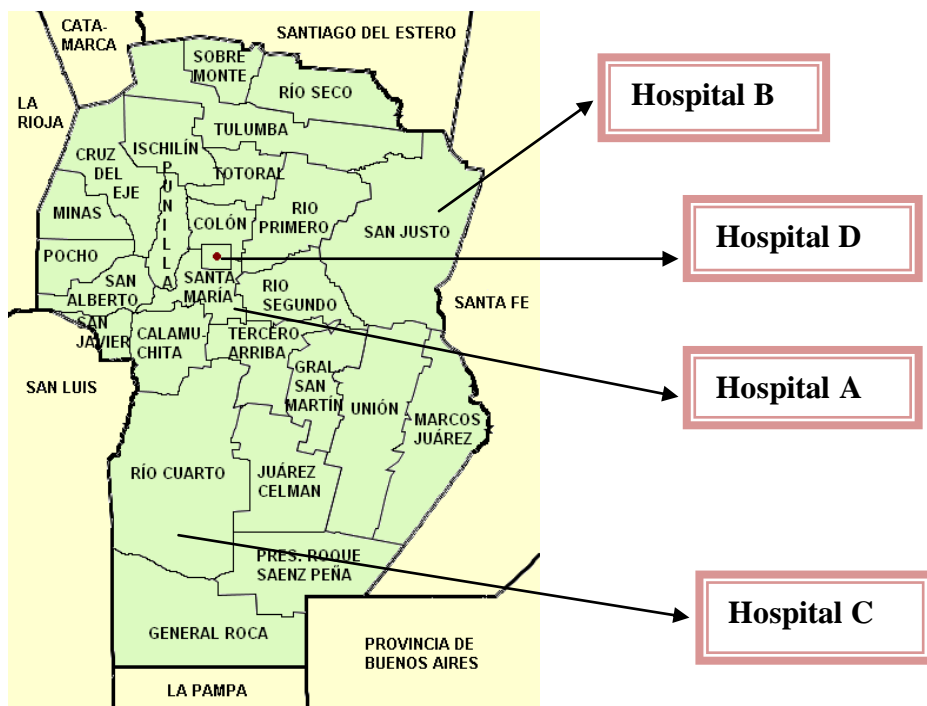 CATA-
MARCA
SANTIAGO DEL ESTERO
SOBRE
MONTE
RÍO SECO
Hospital B
LA
RIOJA
TULUMBA
ISCHILÍN
CRUZ
DEL
EJE
PUNILLA
TOTORAL
MINAS
COLÓN
RIO
PRIMERO
SAN JUSTO
Hospital D
POCHO
SAN
ALBERTO
SANTA
MARÍA
RIO
SEGUNDO
SANTA FE
SAN
JAVIER
CALAMU-
CHITA
TERCERO
ARRIBA
GRAL.
SAN
MARTÍN
SAN LUIS
UNIÓN
Hospital A
MARCOS
JUÁREZ
RÍO CUARTO
JUÁREZ
CELMAN
PRES. ROQUE
SAENZ PEÑA
Hospital C
GENERAL ROCA
PROVINCIA DE
BUENOS AIRES
LA PAMPA